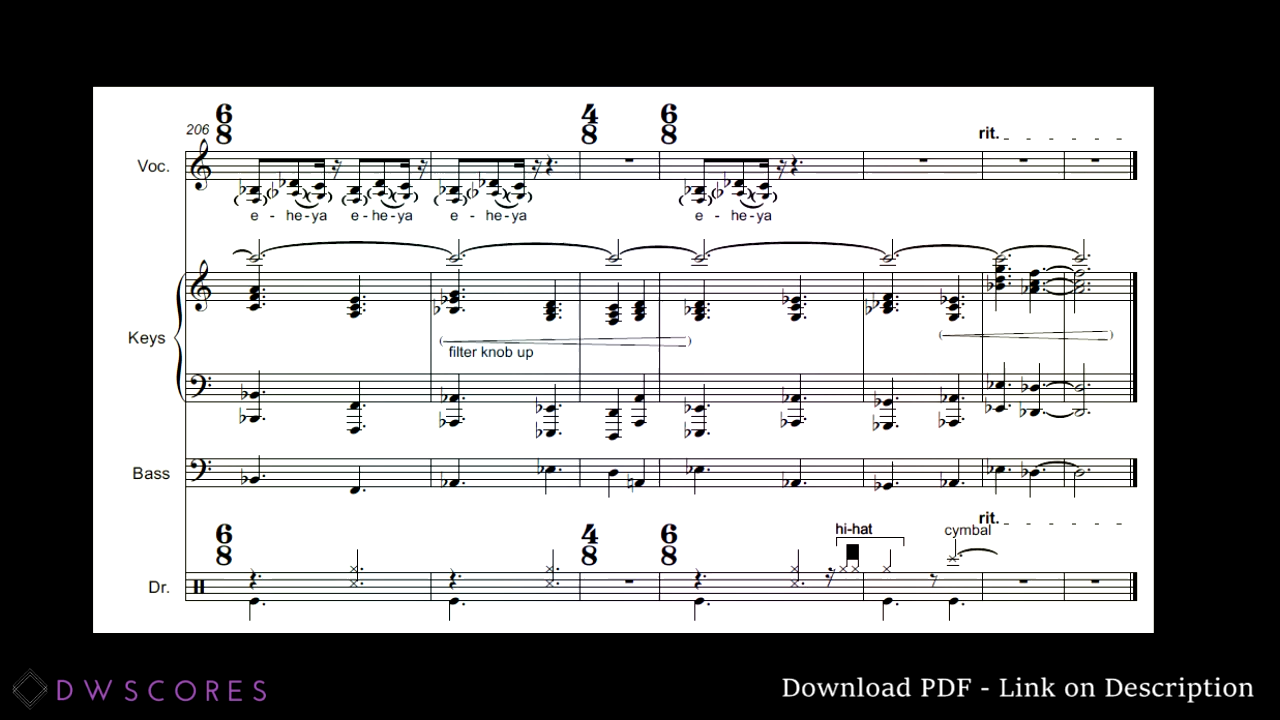 6 8 4 8 6 8
206
rit.
Voc.
e - he - ya e - he - ya e - he - ya e - he - ya
Keys
filter knob up
Bass
6 8 4 8 6 8
rit.
hi-hat
cymbal
Dr.
DWSCORES
Download PDF - Link on Description